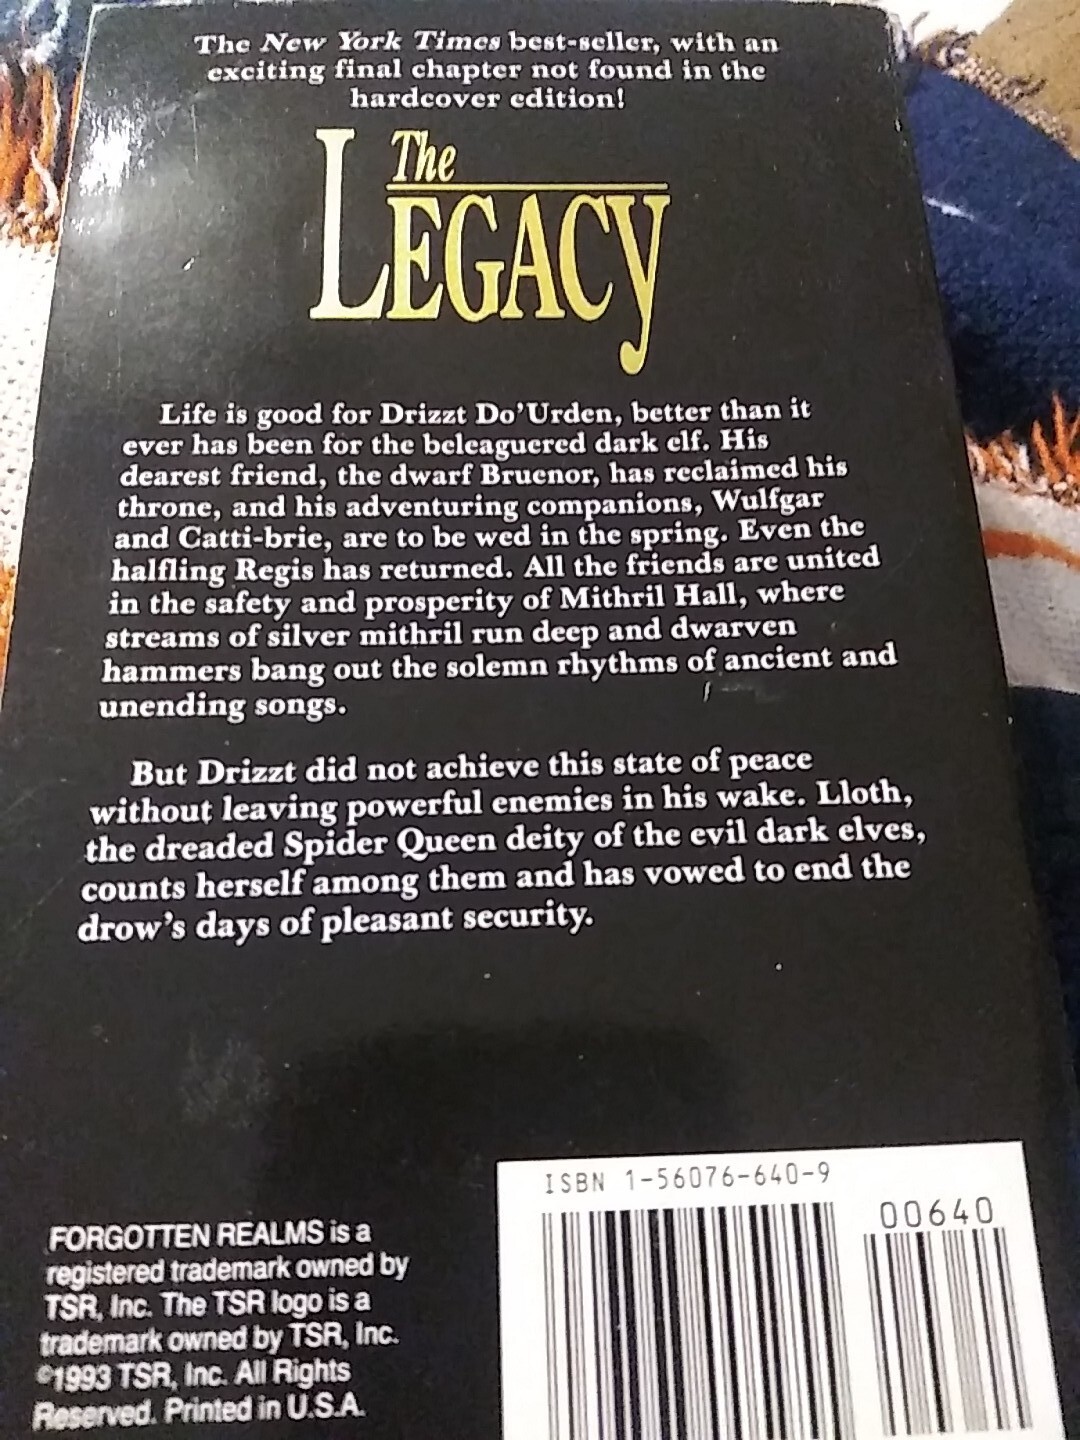 The New York Times best-seller, with an
exciting final chapter not found in the
hardcover edition!
The
LEGACY
Life is good for Drizzt Do'Urden, better than it
ever has been for the beleaguered dark elf. His
dearest friend, the dwarf Bruenor, has reclaimed his
throne, and his adventuring companions, Wulfgar
and Catti-brie, are to be wed in the spring. Even the
halfling Regis has returned. All the friends are united
in the safety and prosperity of Mithril Hall, where
streams of silver mithril run deep and dwarven
hammers bang out the solemn rhythms of ancient and
unending songs.
But Drizzt did not achieve this state of peace
without leaving powerful enemies in his wake. Lloth,
the dreaded Spider Queen deity of the evil dark elves,
counts herself among them and has vowed to end the
drow's days of pleasant security.
ISBN 1-56076-640-9
00640
FORGOTTEN REALMS is a
registered trademark owned by
TSR, Inc. The TSR logo is a
trademark owned by TSR, Inc.
©1993 TSR, Inc. All Rights
Reserved. Printed in U.S.A.